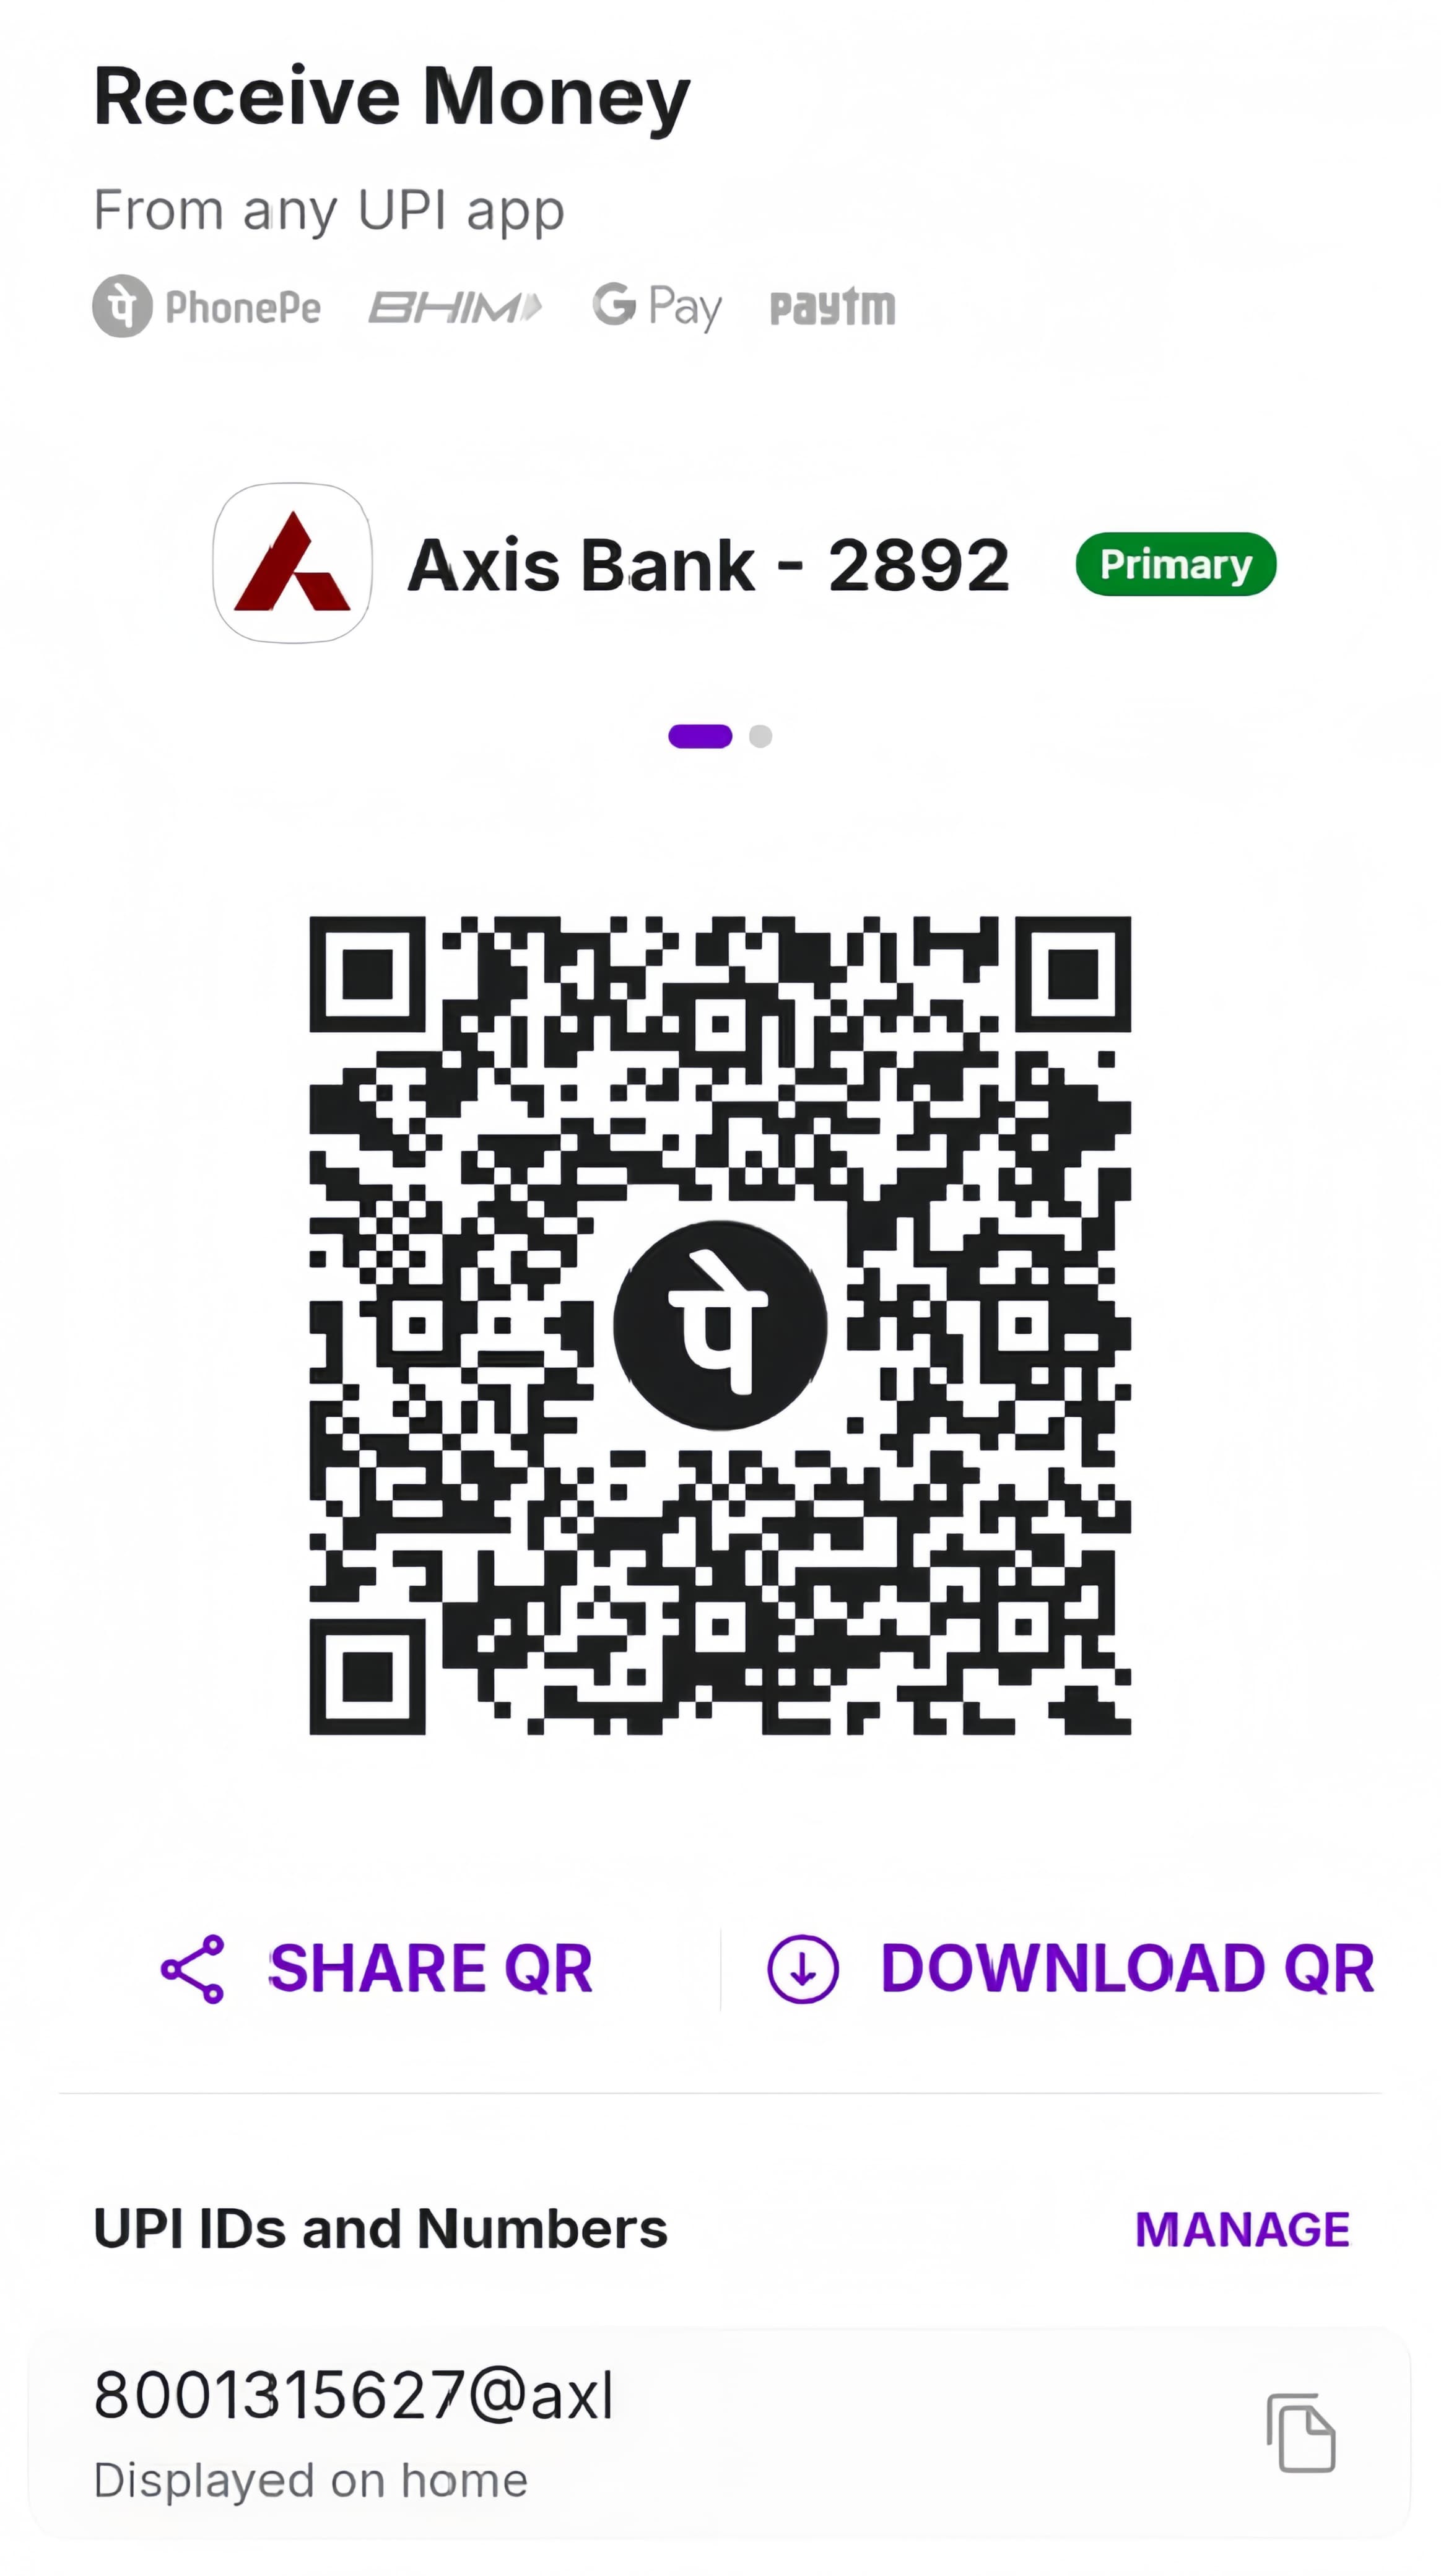 Receive Money
From any UPI app
पे PhonePe BHIM G Pay paytm
Axis Bank - 2892 Primary
पे
SHARE QR DOWNLOAD QR
UPI IDs and Numbers MANAGE
8001315627@axl
Displayed on home